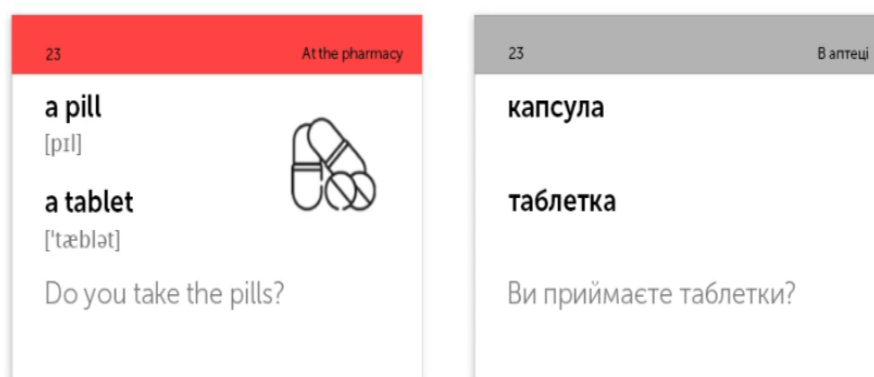 23 At the pharmacy
a pill
[pɪl]
a tablet
['tæblət]
Do you take the pills?
23 В аптеці
капсула
таблетка
Ви приймаєте таблетки?